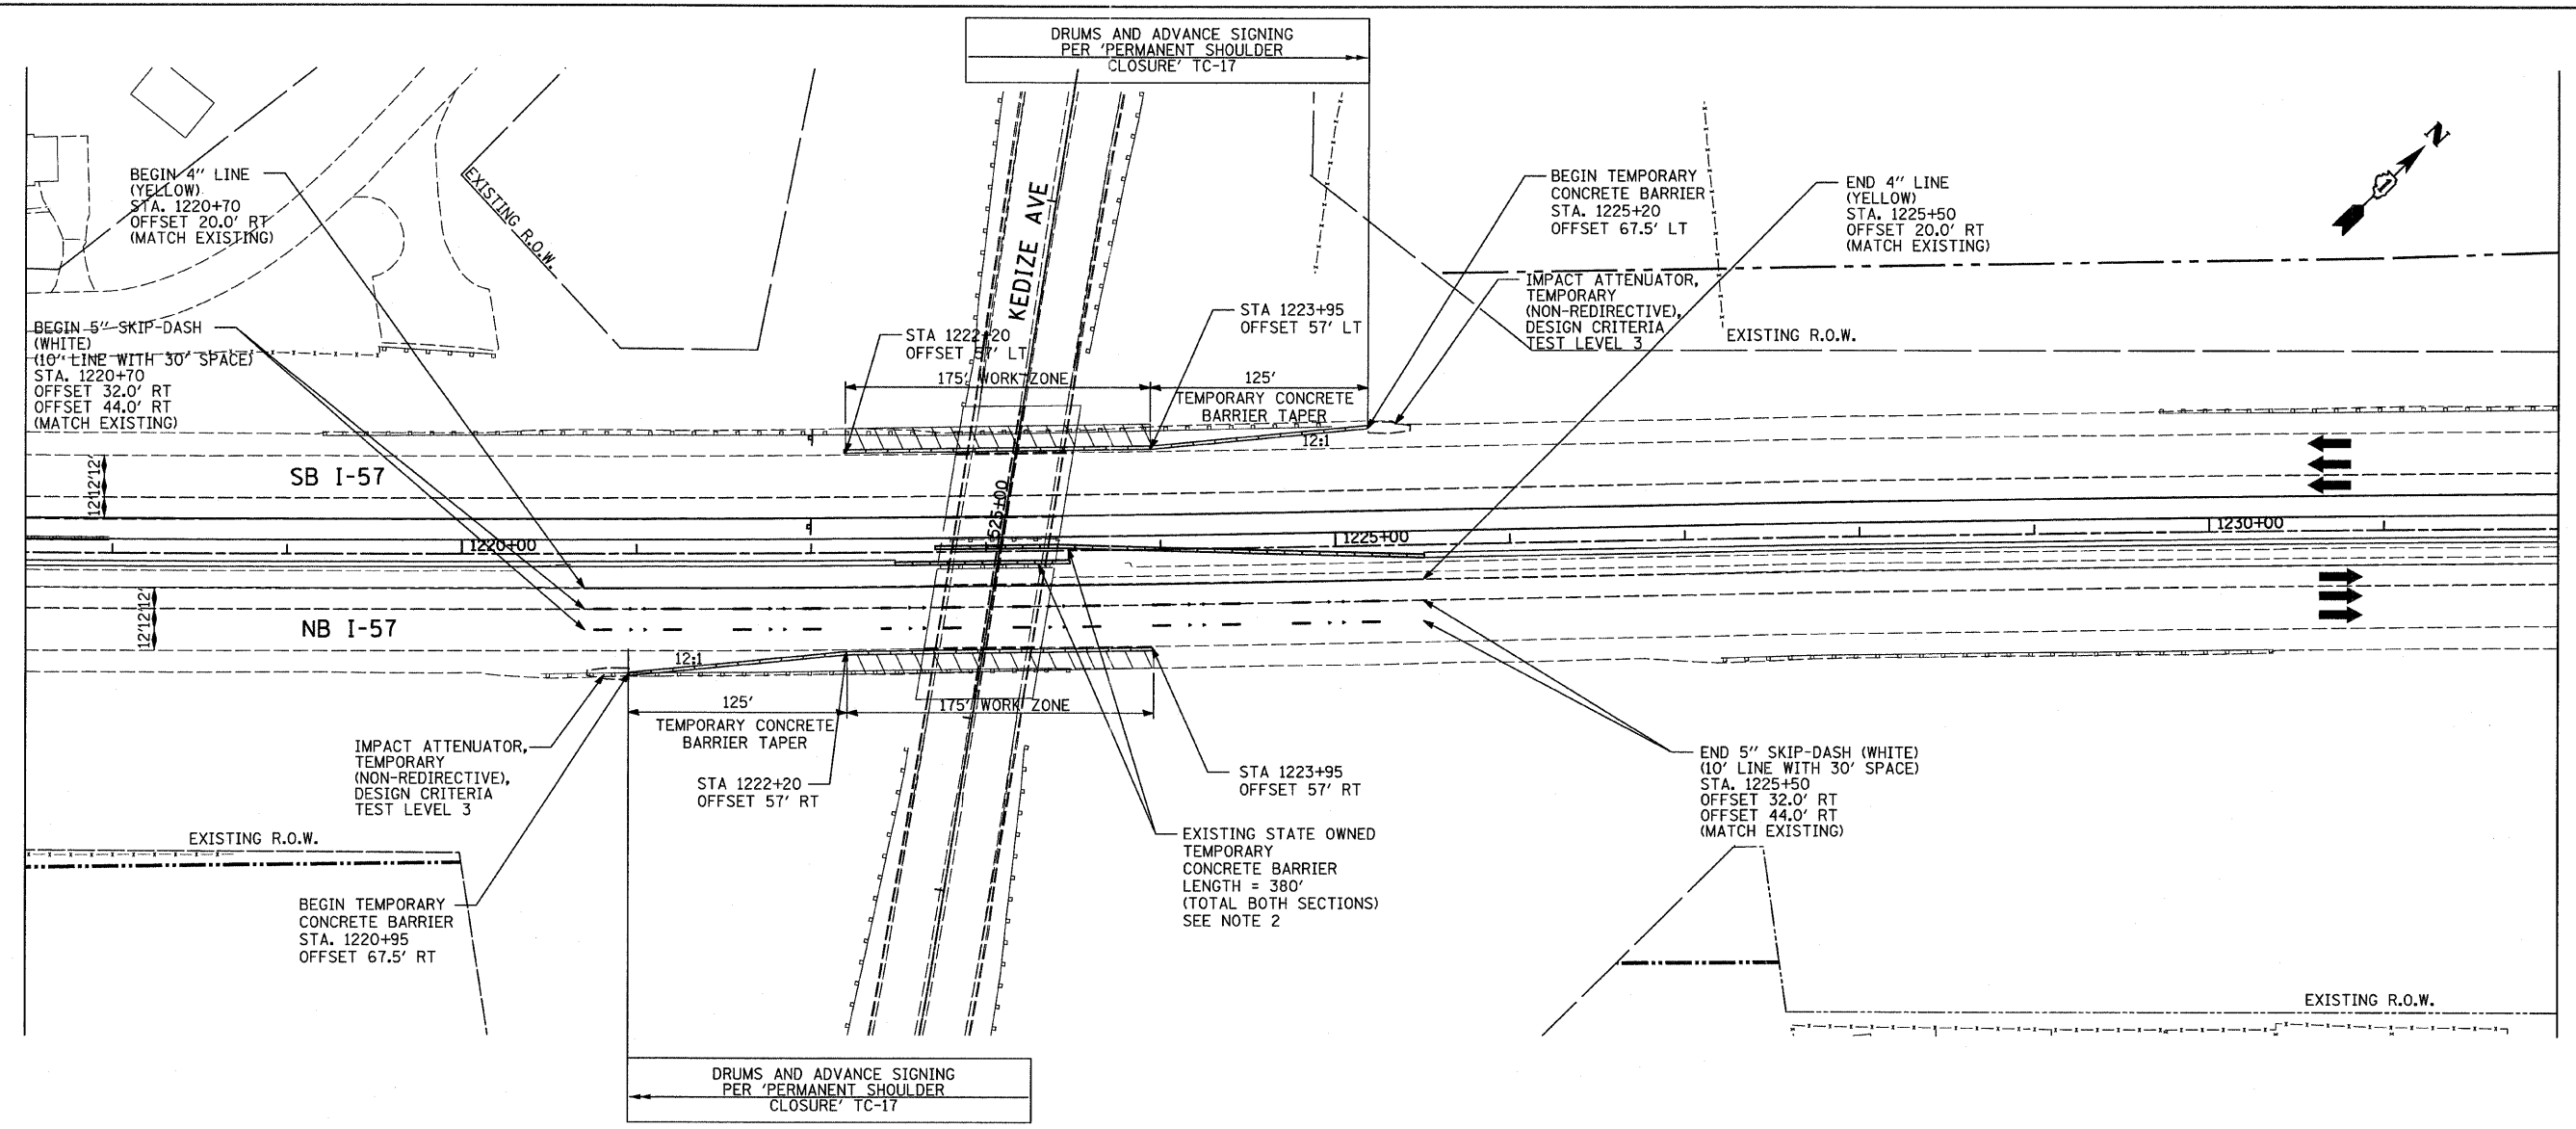 DRUMS AND ADVANCE SIGNING
PER 'PERMANENT SHOULDER
CLOSURE' TC-17
N
BEGIN 4" LINE
(YELLOW)
STA. 1220+70
OFFSET 20.0' RT
(MATCH EXISTING)
EXISTING R.O.W.
KEDIZE AVE
BEGIN TEMPORARY
CONCRETE BARRIER
STA. 1225+20
OFFSET 67.5' LT
END 4" LINE
(YELLOW)
STA. 1225+50
OFFSET 20.0' RT
(MATCH EXISTING)
IMPACT ATTENUATOR,
TEMPORARY
(NON-REDIRECTIVE),
DESIGN CRITERIA
TEST LEVEL 3
EXISTING R.O.W.
BEGIN 5" SKIP-DASH
(WHITE)
(10' LINE WITH 30' SPACE)
STA. 1220+70
OFFSET 32.0' RT
OFFSET 44.0' RT
(MATCH EXISTING)
STA 1222+20
OFFSET 57' LT
STA 1223+95
OFFSET 57' LT
175' WORK ZONE
125'
TEMPORARY CONCRETE
BARRIER TAPER
12:1
SB I-57
12'12'12'
525+00
1220+00
1225+00
1230+00
NB I-57
12'12'12'
12:1
125'
TEMPORARY CONCRETE
BARRIER TAPER
175' WORK ZONE
IMPACT ATTENUATOR,
TEMPORARY
(NON-REDIRECTIVE),
DESIGN CRITERIA
TEST LEVEL 3
STA 1222+20
OFFSET 57' RT
STA 1223+95
OFFSET 57' RT
END 5" SKIP-DASH (WHITE)
(10' LINE WITH 30' SPACE)
STA. 1225+50
OFFSET 32.0' RT
OFFSET 44.0' RT
(MATCH EXISTING)
EXISTING R.O.W.
EXISTING STATE OWNED
TEMPORARY
CONCRETE BARRIER
LENGTH = 380'
(TOTAL BOTH SECTIONS)
SEE NOTE 2
BEGIN TEMPORARY
CONCRETE BARRIER
STA. 1220+95
OFFSET 67.5' RT
EXISTING R.O.W.
DRUMS AND ADVANCE SIGNING
PER 'PERMANENT SHOULDER
CLOSURE' TC-17